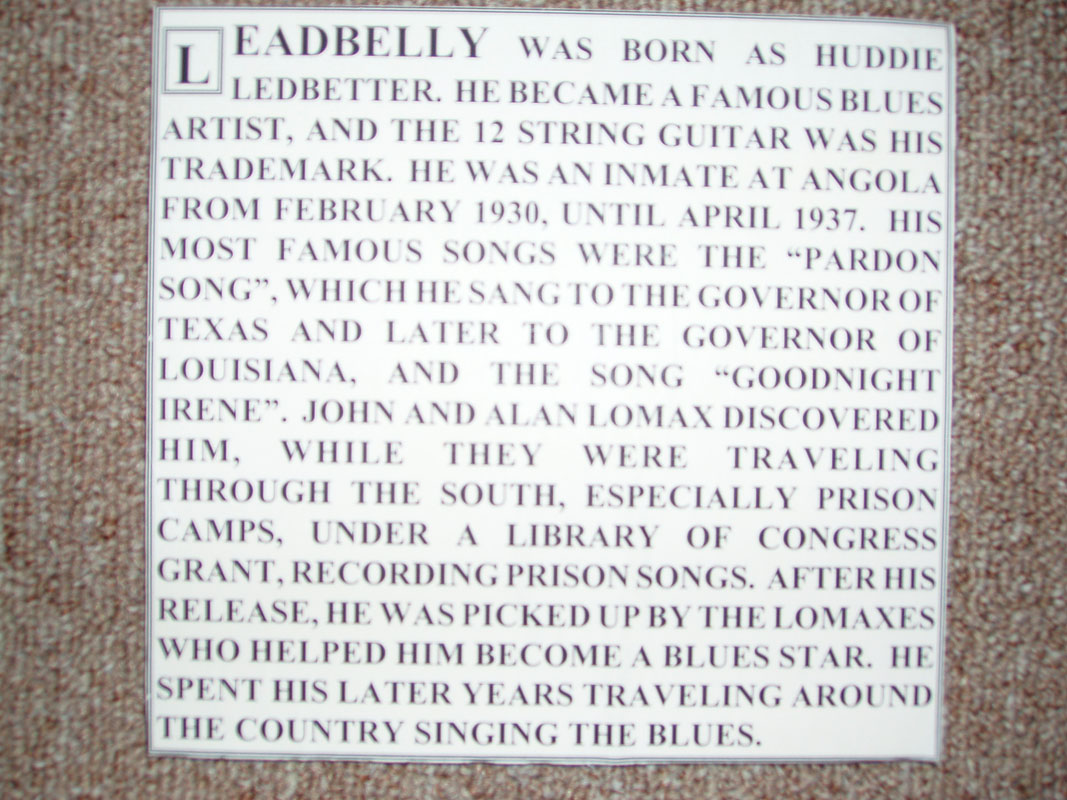 LEADBELLY WAS BORN AS HUDDIE
LEDBETTER. HE BECAME A FAMOUS BLUES
ARTIST, AND THE 12 STRING GUITAR WAS HIS
TRADEMARK. HE WAS AN INMATE AT ANGOLA
FROM FEBRUARY 1930, UNTIL APRIL 1937. HIS
MOST FAMOUS SONGS WERE THE “PARDON
SONG”, WHICH HE SANG TO THE GOVERNOR OF
TEXAS AND LATER TO THE GOVERNOR OF
LOUISIANA, AND THE SONG “GOODNIGHT
IRENE”. JOHN AND ALAN LOMAX DISCOVERED
HIM, WHILE THEY WERE TRAVELING
THROUGH THE SOUTH, ESPECIALLY PRISON
CAMPS, UNDER A LIBRARY OF CONGRESS
GRANT, RECORDING PRISON SONGS. AFTER HIS
RELEASE, HE WAS PICKED UP BY THE LOMAXES
WHO HELPED HIM BECOME A BLUES STAR. HE
SPENT HIS LATER YEARS TRAVELING AROUND
THE COUNTRY SINGING THE BLUES.